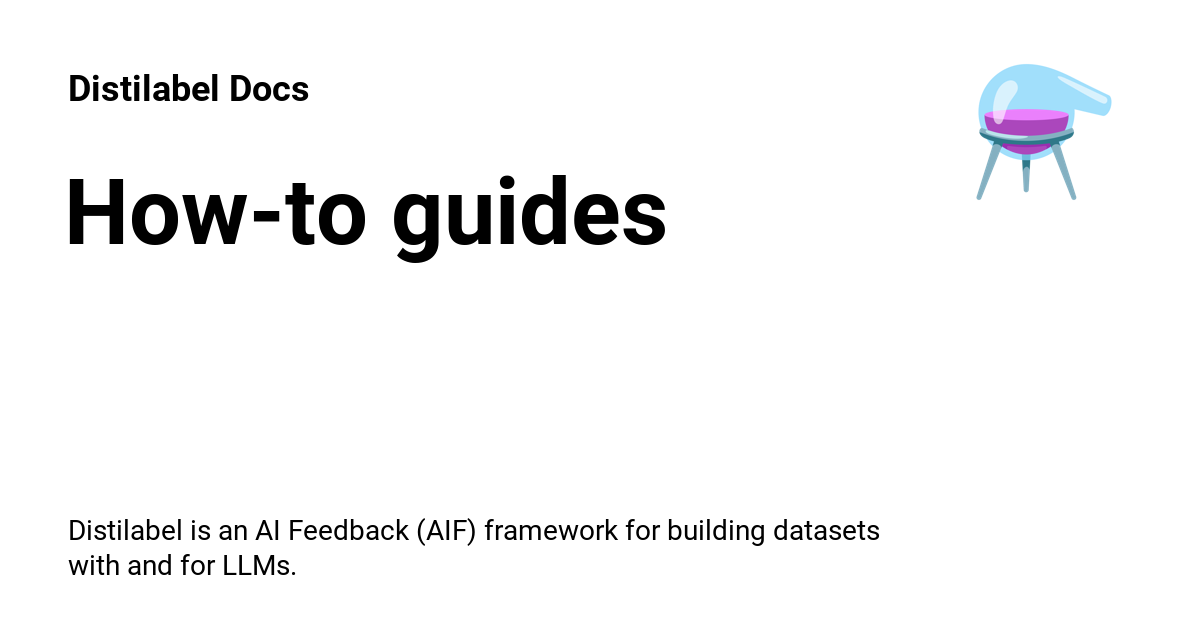 Distilabel Docs
How-to guides
Distilabel is an AI Feedback (AIF) framework for building datasets
with and for LLMs.